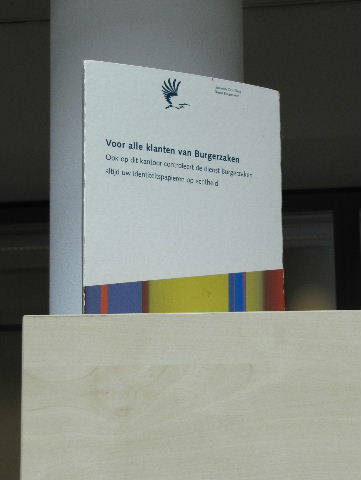 Voor alle klanten van Burgerzaken
Ook op dit kantoor controleert de dienst Burgerzaken
altijd uw identiteitspapieren op echtheid